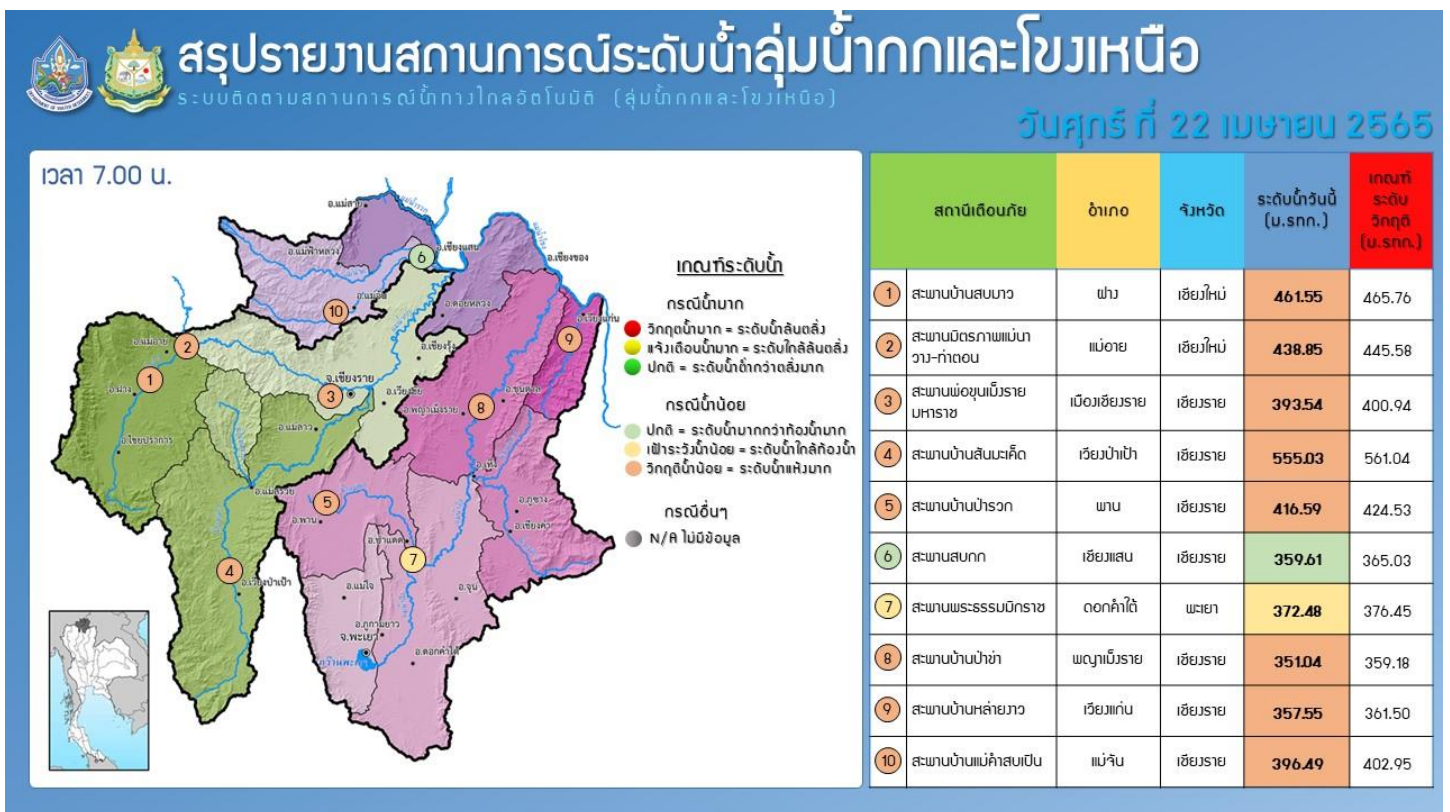 สรุปรายงานสถานการณ์ระดับน้ำลุ่มน้ำกกและโขงเหนือ
ระบบติดตามสถานการณ์น้ำทางไกลอัตโนมัติ (ลุ่มน้ำกกและโขงเหนือ)
วันศุกร์ ที่ 22 เมษายน 2565
เวลา 7.00 น.
อ.แม่สาย
อ.แม่ฟ้าหลวง
6
อ.เชียงแสน
อ.เชียงของ
10
อ.ดอยหลวง
อ.เวียงแก่น
9
อ.แม่อาย
2
อ.เชียงรุ้ง
1
อ.ฝาง
จ.เชียงราย
3
อ.พญาเม็งราย
8
อ.ขุนตาล
อ.ไชยปราการ
อ.แม่ลาว
อ.เทิง
อ.แม่สรวย
5
อ.พาน
อ.ป่าแดด
7
อ.ภูซาง
อ.เชียงคำ
4
อ.เวียงป่าเป้า
อ.แม่ใจ
อ.จุน
อ.ภูกามยาว
จ.พะเยา
อ.ดอกคำใต้
เกณฑ์ระดับน้ำ
กรณีน้ำมาก
วิกฤตน้ำมาก = ระดับน้ำล้นตลิ่ง
แจ้งเตือนน้ำมาก = ระดับใกล้ล้นตลิ่ง
ปกติ = ระดับน้ำต่ำกว่าตลิ่งมาก
กรณีน้ำน้อย
ปกติ = ระดับน้ำมากกว่าท้องน้ำมาก
เฝ้าระวังน้ำน้อย = ระดับน้ำใกล้ท้องน้ำ
วิกฤติน้ำน้อย = ระดับน้ำแห้งมาก
กรณีอื่นๆ
N/A ไม่มีข้อมูล
สถานีเตือนภัย อำเภอ จังหวัด ระดับน้ำวันนี้ (ม.รทก.) เกณฑ์ระดับวิกฤติ (ม.รทก.)
1 สะพานบ้านสบมาว ฝาง เชียงใหม่ 461.55 465.76
2 สะพานมิตรภาพแม่นาวาง-ท่าตอน แม่อาย เชียงใหม่ 438.85 445.58
3 สะพานพ่อขุนเม็งรายมหาราช เมืองเชียงราย เชียงราย 393.54 400.94
4 สะพานบ้านสันมะเค็ด เวียงป่าเป้า เชียงราย 555.03 561.04
5 สะพานบ้านป่ารวก พาน เชียงราย 416.59 424.53
6 สะพานสบกก เชียงแสน เชียงราย 359.61 365.03
7 สะพานพระธรรมมิกราช ดอกคำใต้ พะเยา 372.48 376.45
8 สะพานบ้านป่าข่า พญาเม็งราย เชียงราย 351.04 359.18
9 สะพานบ้านหล่ายงาว เวียงแก่น เชียงราย 357.55 361.50
10 สะพานบ้านแม่คำสบเปิน แม่จัน เชียงราย 396.49 402.95